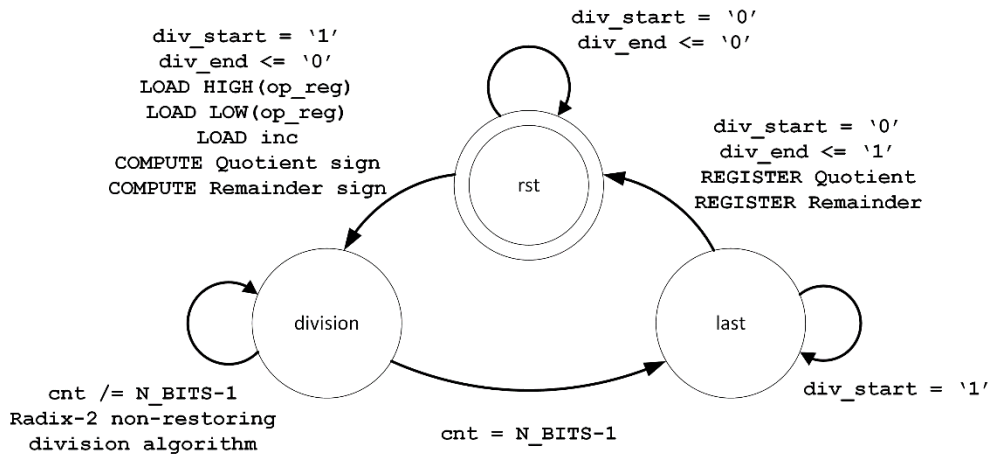 div_start = ‘0’
div_end <= ‘0’
div_start = ‘1’
div_end <= ‘0’
LOAD HIGH(op_reg)
LOAD LOW(op_reg)
LOAD inc
COMPUTE Quotient sign
COMPUTE Remainder sign
rst
div_start = ‘0’
div_end <= ‘1’
REGISTER Quotient
REGISTER Remainder
division
last
cnt /= N_BITS-1
Radix-2 non-restoring
division algorithm
cnt = N_BITS-1
div_start = ‘1’